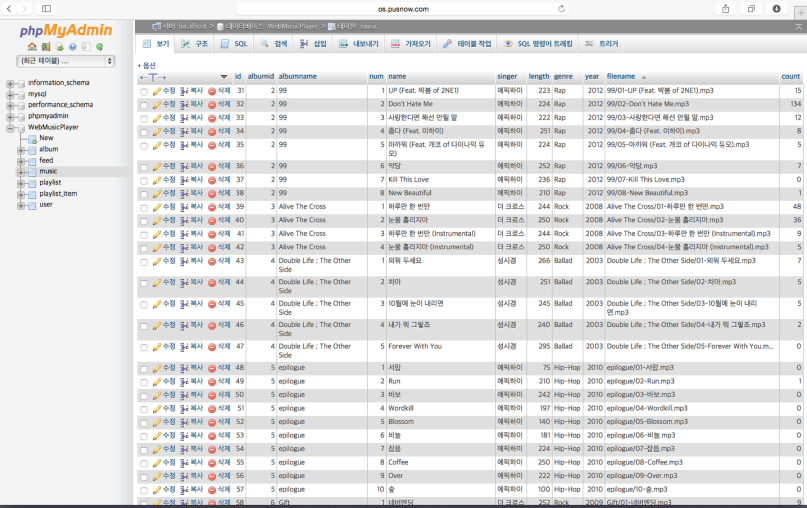 os.pusnow.com
phpMyAdmin
(최근 테이블) ...
information_schema
mysql
performance_schema
phpmyadmin
WebMusicPlayer
New
album
feed
music
playlist
playlist_item
user
서버: localhost » 데이터베이스: WebMusicPlayer » 테이블: music
보기 구조 SQL 검색 삽입 내보내기 가져오기 테이블 작업 SQL 명령어 트래킹 트리거
+ 옵션
←T→ id albumid albumname num name singer length genre year filename count
수정 복사 삭제 31 2 99 1 UP (Feat. 박봄 of 2NE1) 에픽하이 223 Rap 2012 99/01-UP (Feat. 박봄 of 2NE1).mp3 15
수정 복사 삭제 32 2 99 2 Don't Hate Me 에픽하이 224 Rap 2012 99/02-Don't Hate Me.mp3 134
수정 복사 삭제 33 2 99 3 사랑한다면 해선 안될 말 에픽하이 222 Rap 2012 99/03-사랑한다면 해선 안될 말.mp3 12
수정 복사 삭제 34 2 99 4 춥다 (Feat. 이하이) 에픽하이 251 Rap 2012 99/04-춥다 (Feat. 이하이).mp3 8
수정 복사 삭제 35 2 99 5 아까워 (Feat. 개코 of 다이나믹 듀오) 에픽하이 245 Rap 2012 99/05-아까워 (Feat. 개코 of 다이나믹 듀오).mp3 5
수정 복사 삭제 36 2 99 6 악당 에픽하이 252 Rap 2012 99/06-악당.mp3 7
수정 복사 삭제 37 2 99 7 Kill This Love 에픽하이 236 Rap 2012 99/07-Kill This Love.mp3 0
수정 복사 삭제 38 2 99 8 New Beautiful 에픽하이 210 Rap 2012 99/08-New Beautiful.mp3 1
수정 복사 삭제 39 3 Alive The Cross 1 하루만 한 번만 더 크로스 244 Rock 2008 Alive The Cross/01-하루만 한 번만.mp3 48
수정 복사 삭제 40 3 Alive The Cross 2 눈물 흘리지마 더 크로스 250 Rock 2008 Alive The Cross/02-눈물 흘리지마.mp3 36
수정 복사 삭제 41 3 Alive The Cross 3 하루만 한 번만 (Instrumental) 더 크로스 244 Rock 2008 Alive The Cross/03-하루만 한 번만 (Instrumental).mp3 9
수정 복사 삭제 42 3 Alive The Cross 4 눈물 흘리지마 (Instrumental) 더 크로스 250 Rock 2008 Alive The Cross/04-눈물 흘리지마 (Instrumental).mp3 5
수정 복사 삭제 43 4 Double Life ; The Other Side 1 외워 두세요 성시경 266 Ballad 2003 Double Life ; The Other Side/01-외워 두세요.mp3 7
수정 복사 삭제 44 4 Double Life ; The Other Side 2 차마 성시경 251 Ballad 2003 Double Life ; The Other Side/02-차마.mp3 5
수정 복사 삭제 45 4 Double Life ; The Other Side 3 10월에 눈이 내리면 성시경 245 Ballad 2003 Double Life ; The Other Side/03-10월에 눈이 내리면.mp3 5
수정 복사 삭제 46 4 Double Life ; The Other Side 4 내가 뭐 그렇죠 성시경 240 Ballad 2003 Double Life ; The Other Side/04-내가 뭐 그렇죠.mp3 2
수정 복사 삭제 47 4 Double Life ; The Other Side 5 Forever With You 성시경 295 Ballad 2003 Double Life ; The Other Side/05-Forever With You.m... 0
수정 복사 삭제 48 5 epilogue 1 서랍 에픽하이 75 Hip-Hop 2010 epilogue/01-서랍.mp3 0
수정 복사 삭제 49 5 epilogue 2 Run 에픽하이 210 Hip-Hop 2010 epilogue/02-Run.mp3 1
수정 복사 삭제 50 5 epilogue 3 바보 에픽하이 242 Hip-Hop 2010 epilogue/03-바보.mp3 0
수정 복사 삭제 51 5 epilogue 4 Wordkill 에픽하이 197 Hip-Hop 2010 epilogue/04-Wordkill.mp3 0
수정 복사 삭제 52 5 epilogue 5 Blossom 에픽하이 140 Hip-Hop 2010 epilogue/05-Blossom.mp3 0
수정 복사 삭제 53 5 epilogue 6 비늘 에픽하이 181 Hip-Hop 2010 epilogue/06-비늘.mp3 0
수정 복사 삭제 54 5 epilogue 7 잡음 에픽하이 224 Hip-Hop 2010 epilogue/07-잡음.mp3 0
수정 복사 삭제 55 5 epilogue 8 Coffee 에픽하이 250 Hip-Hop 2010 epilogue/08-Coffee.mp3 0
수정 복사 삭제 56 5 epilogue 9 Over 에픽하이 222 Hip-Hop 2010 epilogue/09-Over.mp3 0
수정 복사 삭제 57 5 epilogue 10 숲 에픽하이 100 Hip-Hop 2010 epilogue/10-숲.mp3 0
수정 복사 삭제 58 6 Gift 1 네버엔딩 더 크로스 252 Rock 2009 Gift/01-네버엔딩.mp3 9